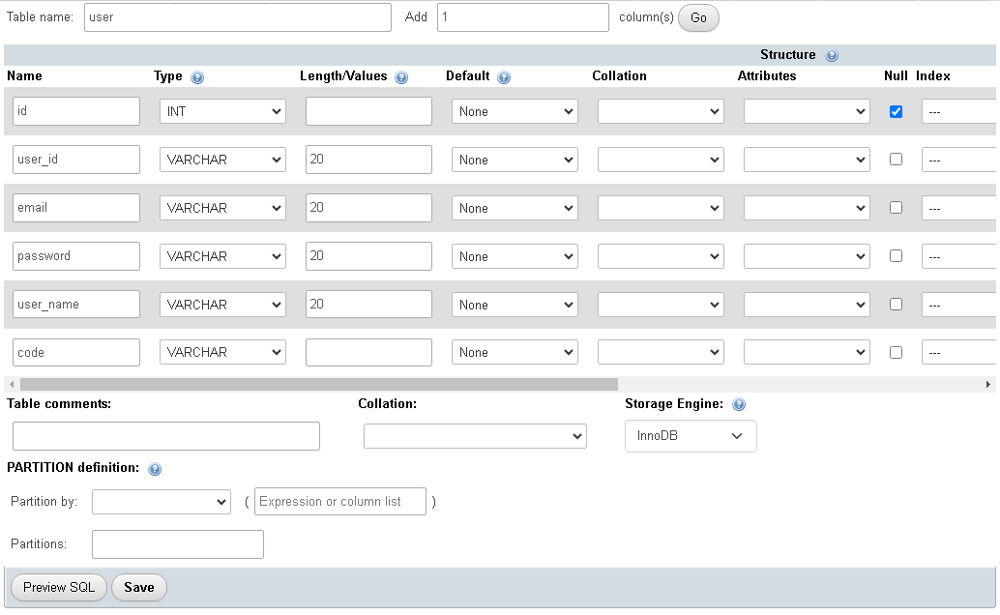 Table name: user Add 1 column(s) Go
Structure
Name Type Length/Values Default Collation Attributes Null Index
id INT None ---
user_id VARCHAR 20 None ---
email VARCHAR 20 None ---
password VARCHAR 20 None ---
user_name VARCHAR 20 None ---
code VARCHAR None ---
Table comments: Collation: Storage Engine:
InnoDB
PARTITION definition:
Partition by: ( Expression or column list )
Partitions:
Preview SQL Save